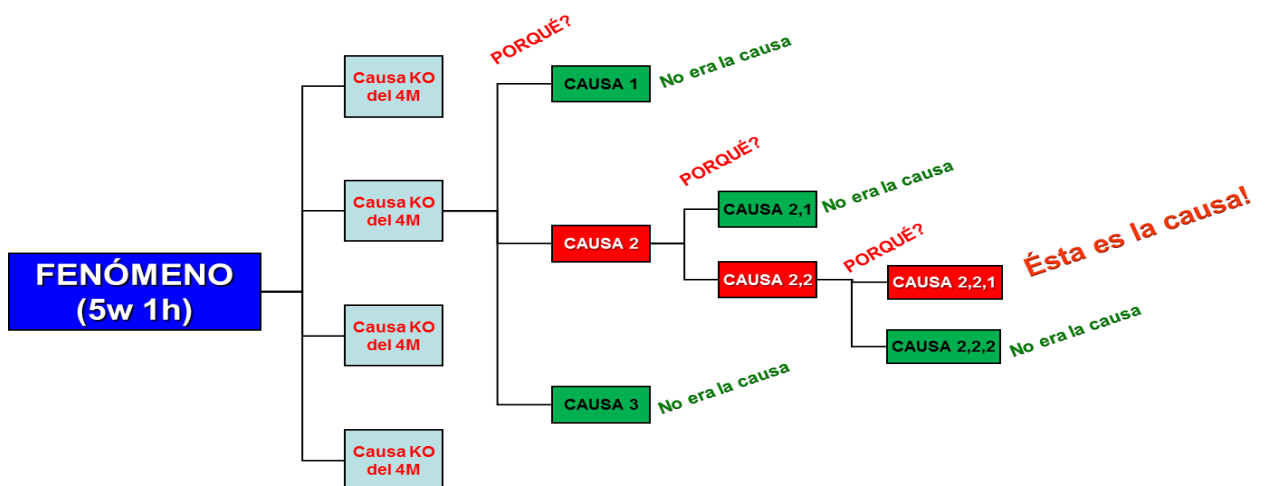 FENÓMENO
(5w 1h)
Causa KO
del 4M
Causa KO
del 4M
Causa KO
del 4M
Causa KO
del 4M
PORQUÉ?
CAUSA 1
No era la causa
CAUSA 2
PORQUÉ?
CAUSA 2,1
No era la causa
CAUSA 2,2
PORQUÉ?
CAUSA 2,2,1
Ésta es la causa!
CAUSA 2,2,2
No era la causa
CAUSA 3
No era la causa